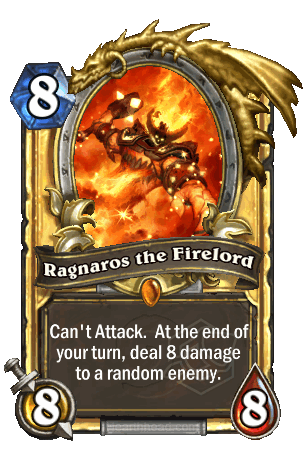 8
Ragnaros the Firelord
Can't Attack. At the end of
your turn, deal 8 damage
to a random enemy.
8 8